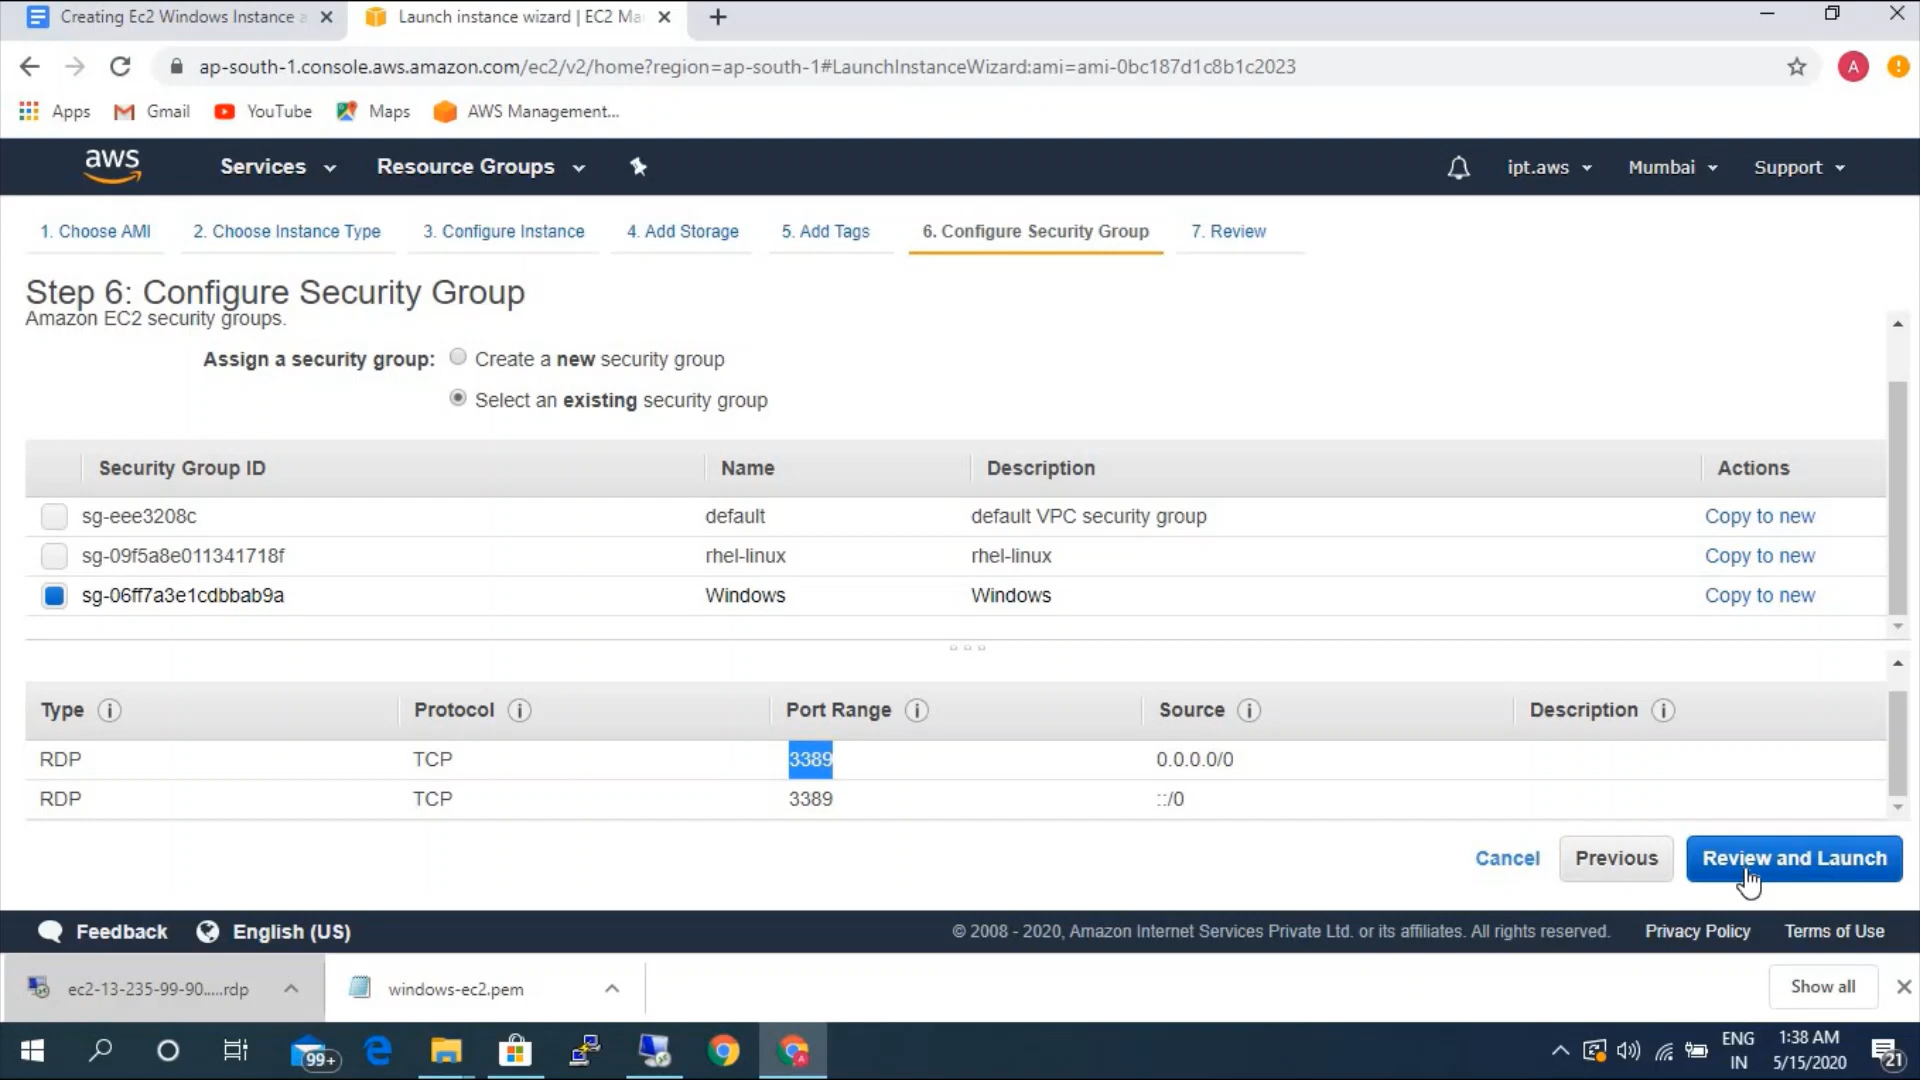 Creating Ec2 Windows Instance a
Launch instance wizard | EC2 Ma
ap-south-1.console.aws.amazon.com/ec2/v2/home?region=ap-south-1#LaunchInstanceWizard:ami=ami-0bc187d1c8b1c2023
A
Apps Gmail YouTube Maps AWS Management...
aws Services Resource Groups ipt.aws Mumbai Support
1. Choose AMI 2. Choose Instance Type 3. Configure Instance 4. Add Storage 5. Add Tags 6. Configure Security Group 7. Review
Step 6: Configure Security Group
Amazon EC2 security groups.
Assign a security group: Create a new security group
Select an existing security group
Security Group ID Name Description Actions
sg-eee3208c default default VPC security group Copy to new
sg-09f5a8e011341718f rhel-linux rhel-linux Copy to new
sg-06ff7a3e1cdbbab9a Windows Windows Copy to new
Type i Protocol i Port Range i Source i Description i
RDP TCP 3389 0.0.0.0/0
RDP TCP 3389 ::/0
Cancel Previous Review and Launch
Feedback English (US) © 2008 - 2020, Amazon Internet Services Private Ltd. or its affiliates. All rights reserved. Privacy Policy Terms of Use
ec2-13-235-99-90.....rdp windows-ec2.pem Show all
99+ ENG 1:38 AM
IN 5/15/2020 21